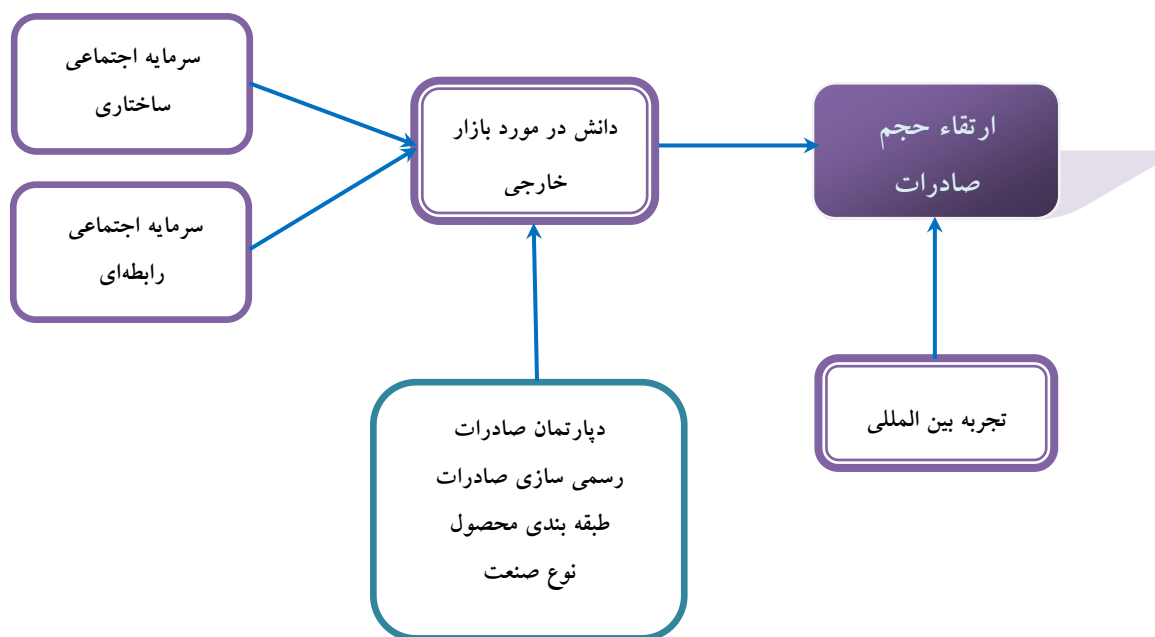 سرمایه اجتماعی
ساختاری
سرمایه اجتماعی
رابطه‌ای
دانش در مورد بازار
خارجی
ارتقاء حجم
صادرات
تجربه بین المللی
دپارتمان صادرات
رسمی سازی صادرات
طبقه بندی محصول
نوع صنعت